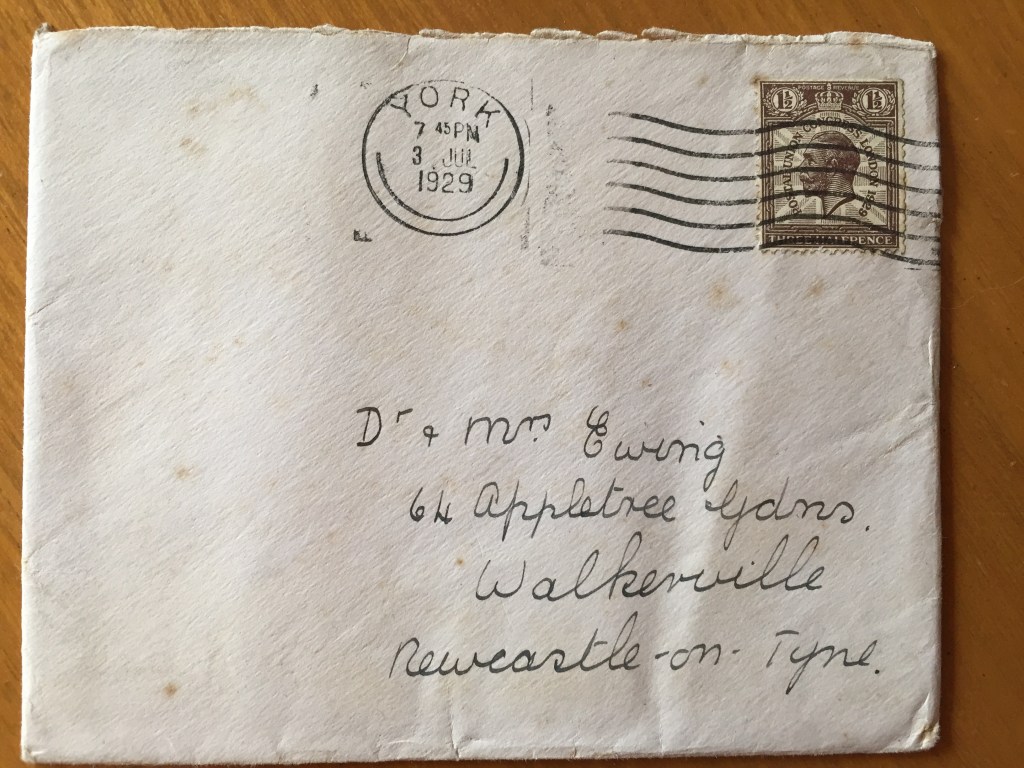 YORK
7 45 PM
3 JUL
1929
1½ POSTAGE REVENUE 1½
POSTAL UNION CONGRESS LONDON 1929
THREE HALFPENCE
Dr & Mrs Ewing
64 Appletree Gdns.
Walkerville
Newcastle-on-Tyne.